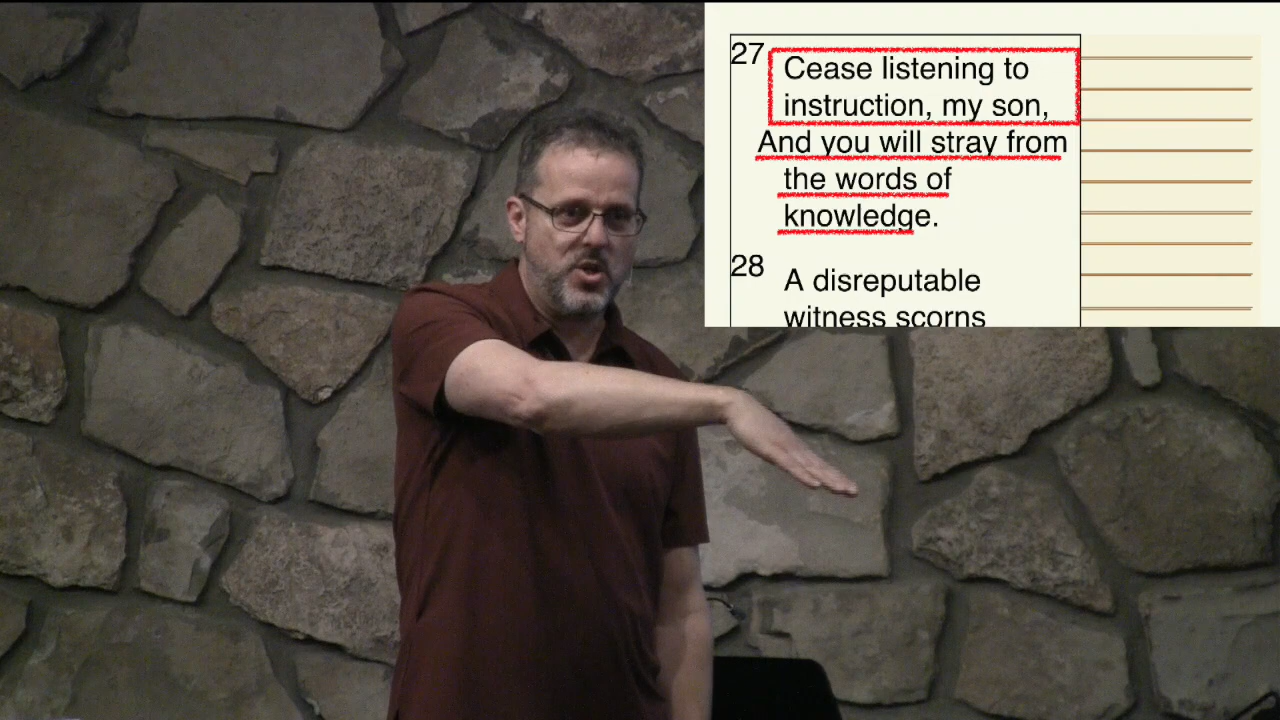 27 Cease listening to
instruction, my son,
And you will stray from
the words of
knowledge.
28 A disreputable
witness scorns